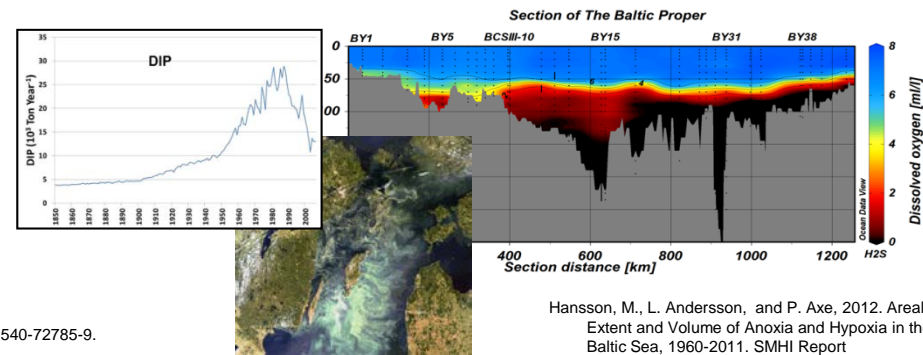 Section of The Baltic Proper
BY1 BY5 BCSIII-10 BY15 BY31 BY38
DIP
DIP (10³ Ton Year⁻¹)
35
30
25
20
15
10
5
0
1850 1860 1870 1880 1890 1900 1910 1920 1930 1940 1950 1960 1970 1980 1990 2000
0
50
00
1
6
4
400 600 800 1000 1200
Section distance [km]
Ocean Data View
8
6
4
2
0
H2S
Dissolved oxygen [ml/l]
540-72785-9.
Hansson, M., L. Andersson, and P. Axe, 2012. Areal
Extent and Volume of Anoxia and Hypoxia in th
Baltic Sea, 1960-2011. SMHI Report